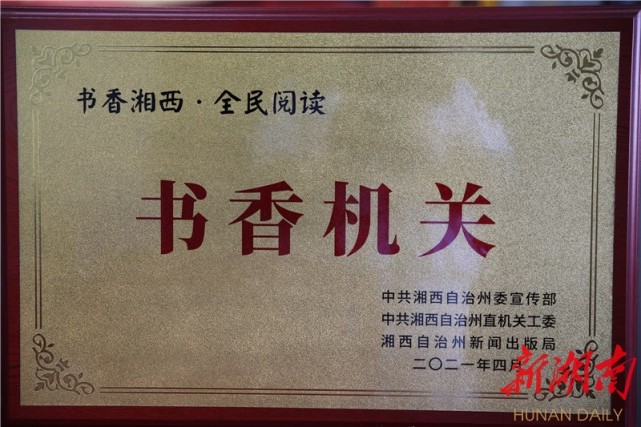 书香湘西·全民阅读
书香机关
中共湘西自治州委宣传部
中共湘西自治州直机关工委
湘西自治州新闻出版局
二〇二一年四月
新湖南
HUNAN DAILY